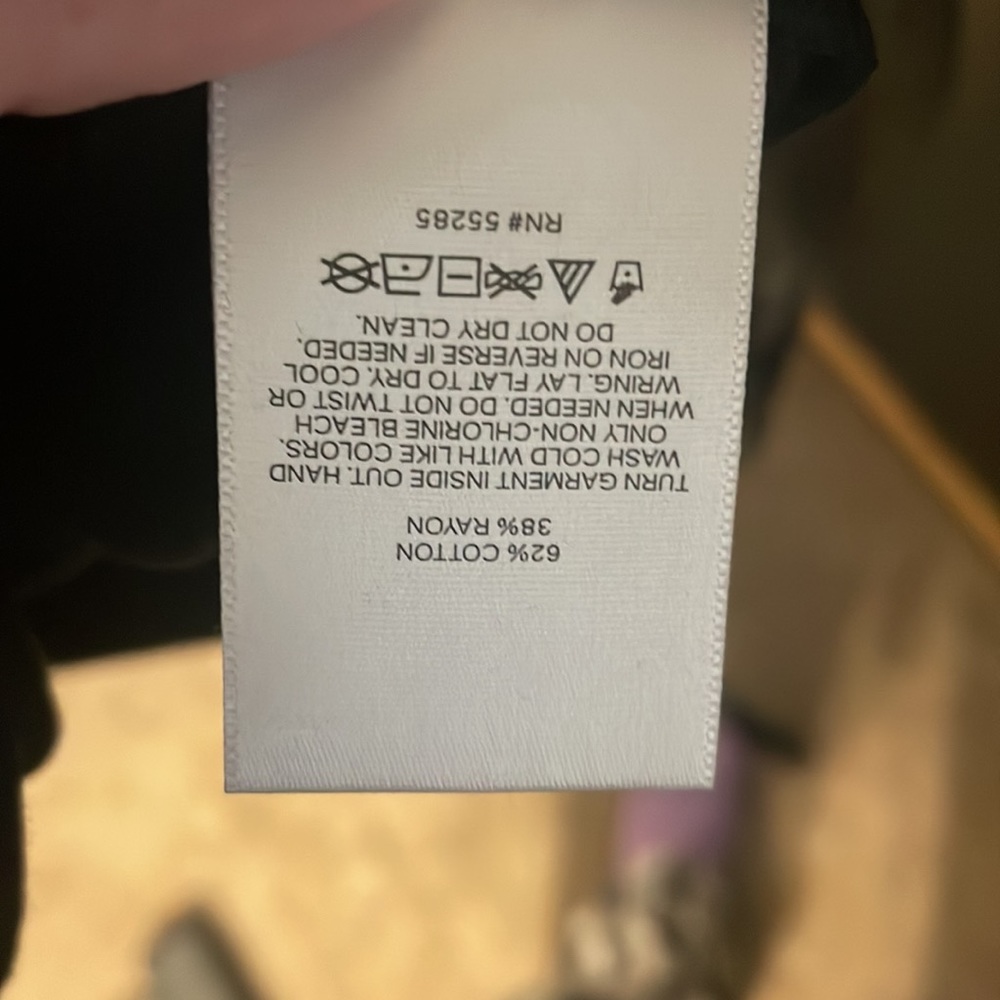 62% COTTON
38% RAYON
TURN GARMENT INSIDE OUT. HAND
WASH COLD WITH LIKE COLORS.
ONLY NON-CHLORINE BLEACH
WHEN NEEDED. DO NOT TWIST OR
WRING. LAY FLAT TO DRY. COOL
IRON ON REVERSE IF NEEDED.
DO NOT DRY CLEAN.
RN# 55285